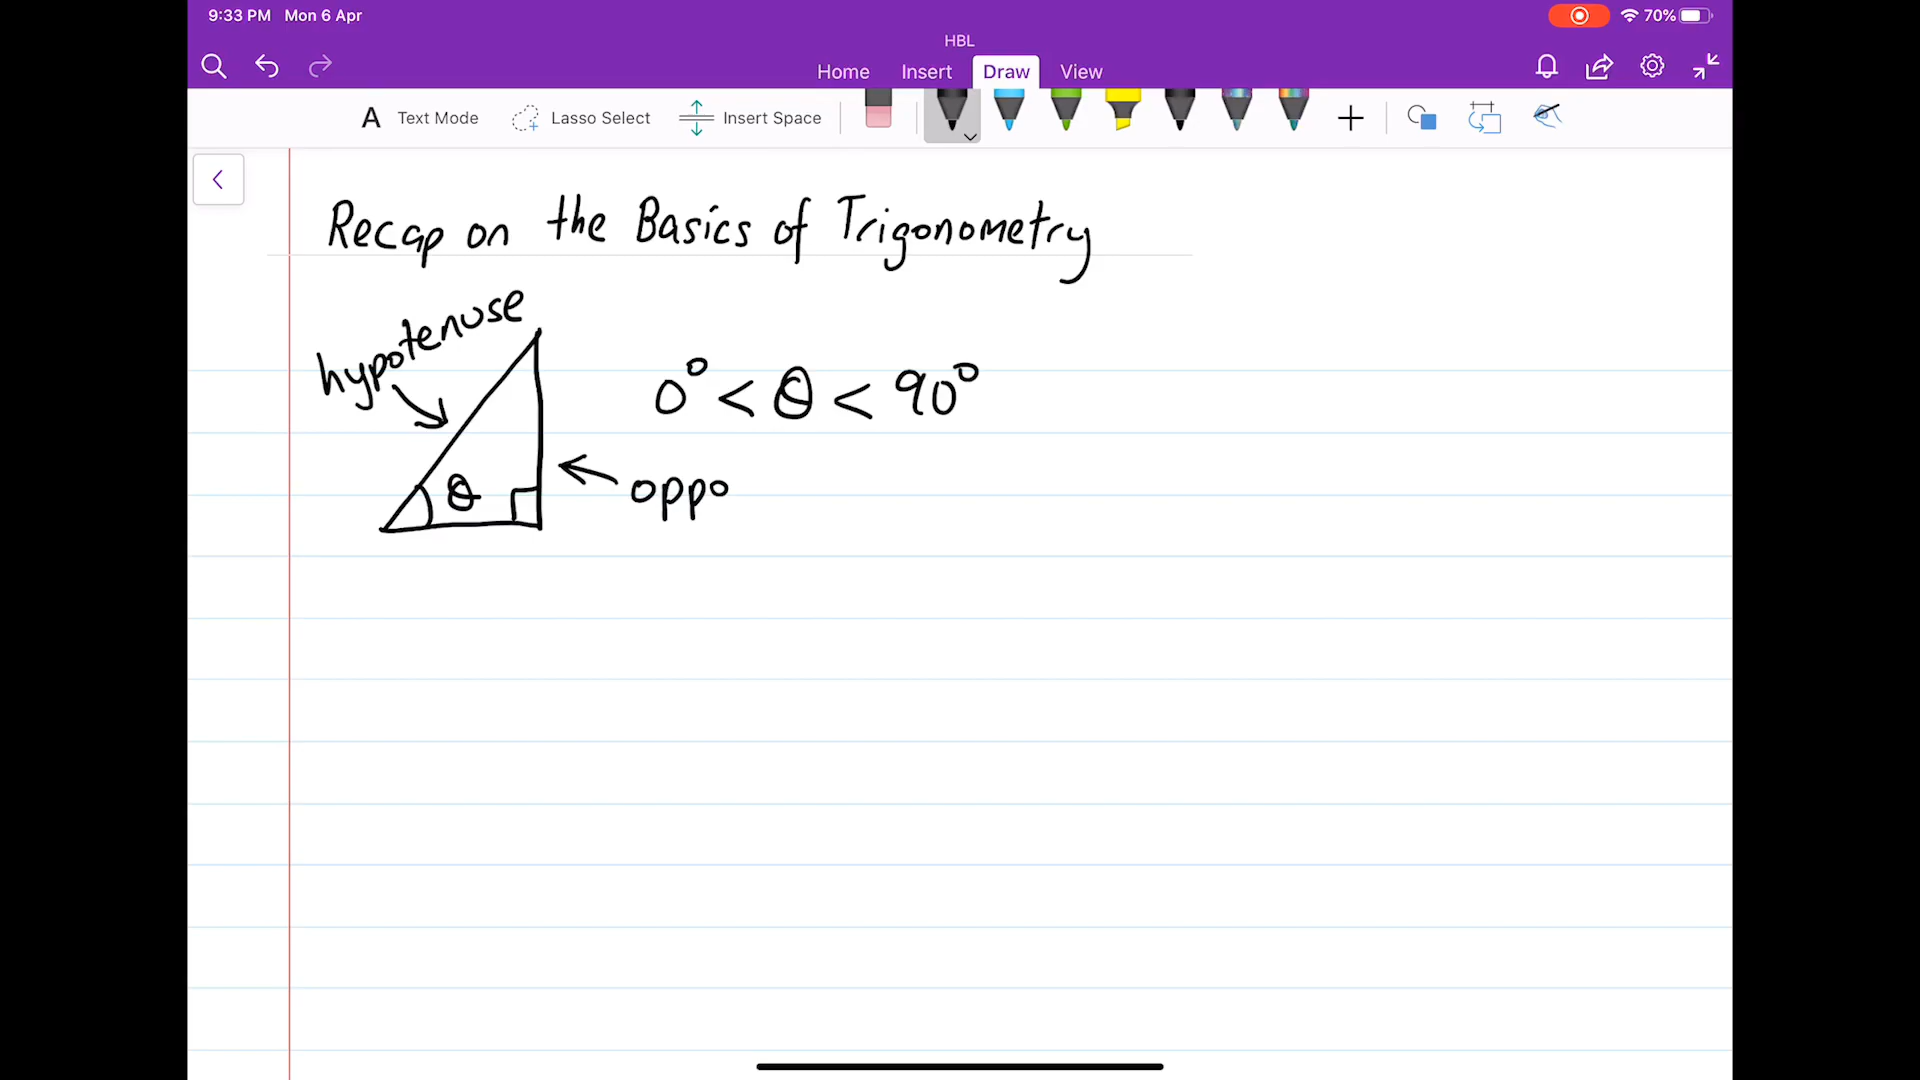 9:33 PM Mon 6 Apr
70%
HBL
Home Insert Draw View
A Text Mode Lasso Select Insert Space
Recap on the Basics of Trigonometry
hypotenuse
0° < θ < 90°
θ
oppo